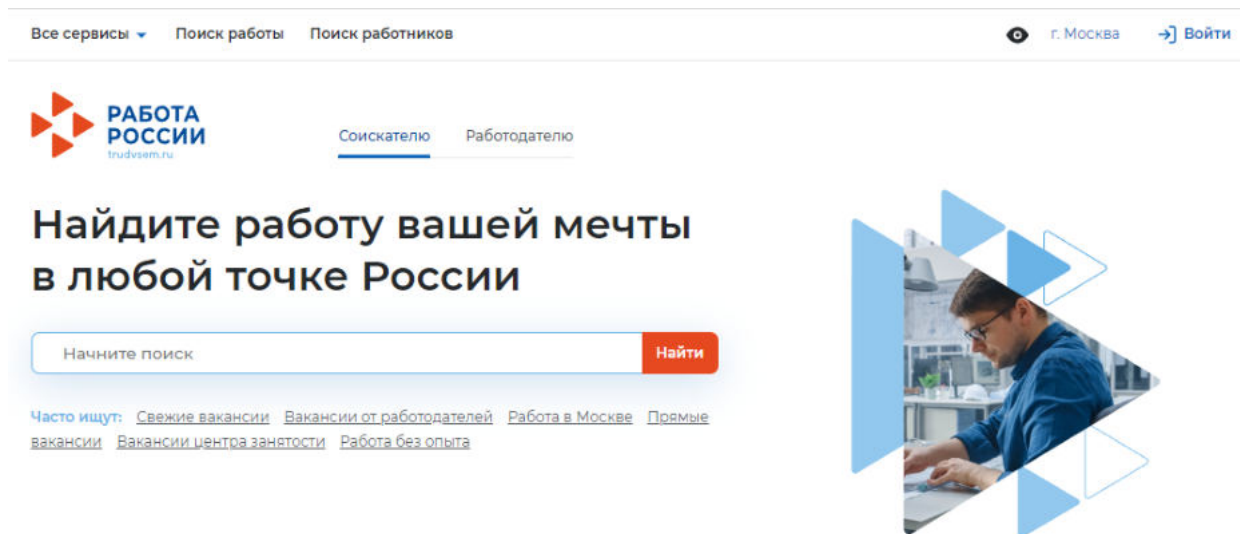 Все сервисы Поиск работы Поиск работников г. Москва Войти
РАБОТА
РОССИИ
trudvsem.ru
Соискателю Работодателю
Найдите работу вашей мечты
в любой точке России
Начните поиск Найти
Часто ищут: Свежие вакансии Вакансии от работодателей Работа в Москве Прямые
вакансии Вакансии центра занятости Работа без опыта